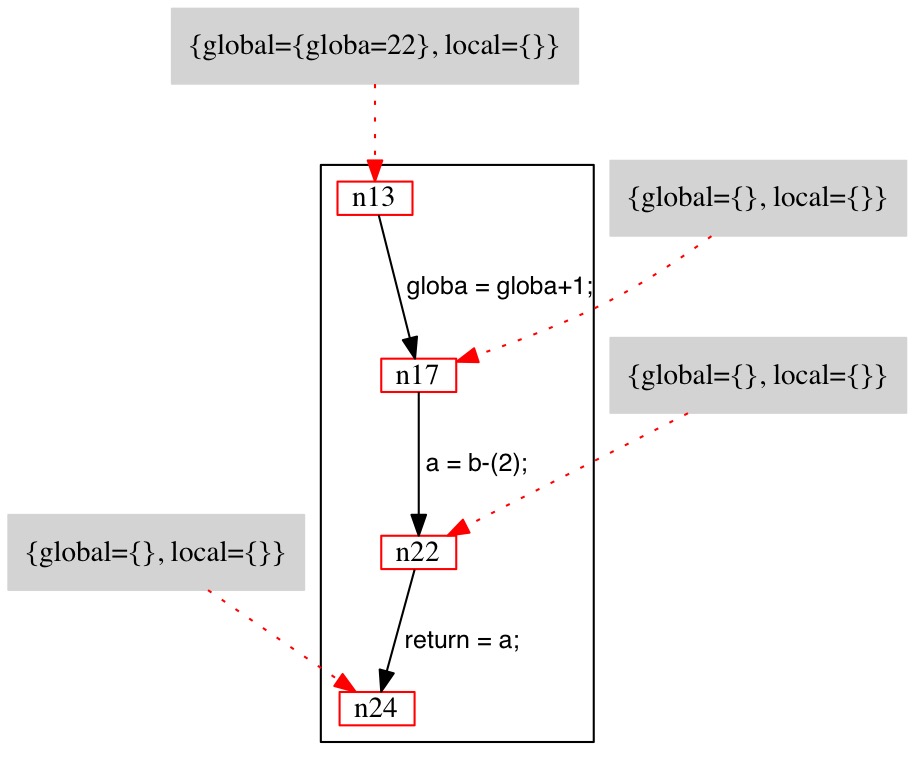 {global={globa=22}, local={}}
n13
{global={}, local={}}
globa = globa+1;
n17
{global={}, local={}}
a = b-(2);
n22
{global={}, local={}}
return = a;
n24